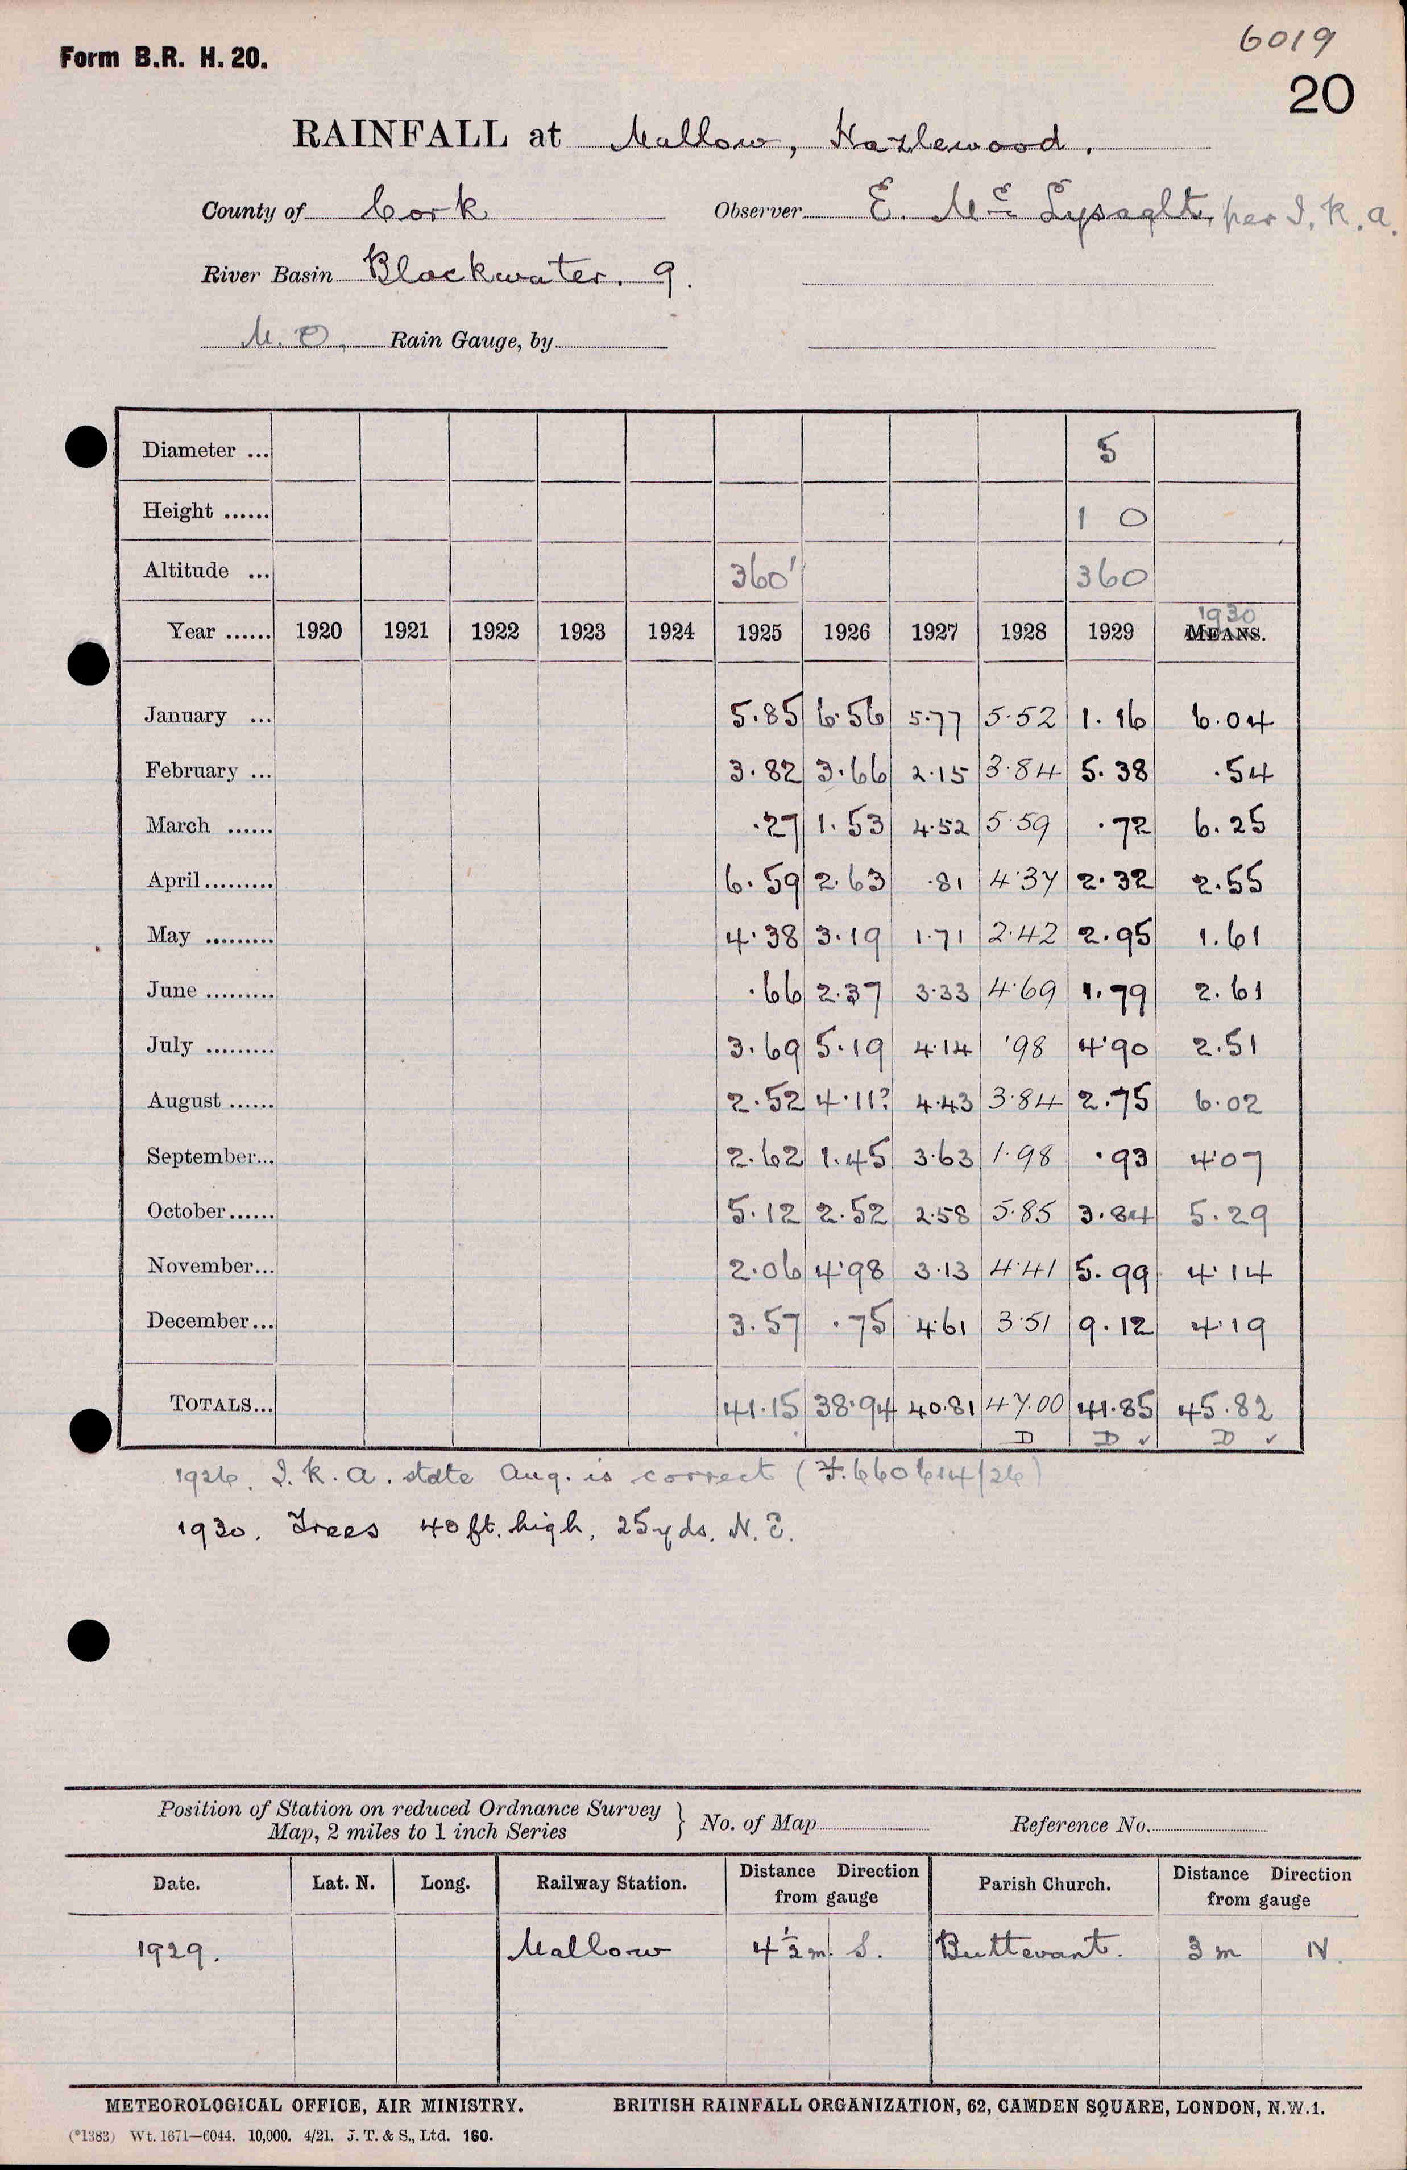 6019
Form B.R. H. 20.
20
RAINFALL at Mallow, Hazlewood.
County of Cork Observer E. Mc Lysaght, per I.R.A.
River Basin Blackwater. 9.
M.O. Rain Gauge, by
Diameter ... 5
Height ...... 1 0
Altitude ... 360' 360
Year ...... 1920 1921 1922 1923 1924 1925 1926 1927 1928 1929 MEANS. 1930
January ... 5.85 6.56 5.77 5.52 1.16 6.04
February ... 3.82 3.66 2.15 3.84 5.38 .54
March ...... .27 1.53 4.52 5.59 .72 6.25
April ......... 6.59 2.63 .81 4.37 2.32 2.55
May ......... 4.38 3.19 1.71 2.42 2.95 1.61
June ......... .66 2.37 3.33 4.69 1.79 2.61
July ......... 3.69 5.19 4.14 .98 4.90 2.51
August ...... 2.52 4.11? 4.43 3.84 2.75 6.02
September... 2.62 1.45 3.63 1.98 .93 4.07
October ...... 5.12 2.52 2.58 5.85 3.84 5.29
November... 2.06 4.98 3.13 4.41 5.99 4.14
December... 3.57 .75 4.61 3.51 9.12 4.19
TOTALS... 41.15 38.94 40.81 47.00 41.85 45.82
D D ✓ D ✓
1926. I.R.A. state Aug. is correct (F.660614/26)
1930. Trees 40 ft. high, 25 yds. N.E.
Position of Station on reduced Ordnance Survey
Map, 2 miles to 1 inch Series } No. of Map Reference No.
Date. Lat. N. Long. Railway Station. Distance Direction from gauge Parish Church. Distance Direction from gauge
1929. Mallow 4½ m. S. Buttevant. 3 m N.
METEOROLOGICAL OFFICE, AIR MINISTRY. BRITISH RAINFALL ORGANIZATION, 62, CAMDEN SQUARE, LONDON, N.W.1.
(*1383) Wt. 1671—6044. 10,000. 4/21. J. T. & S., Ltd. 160.